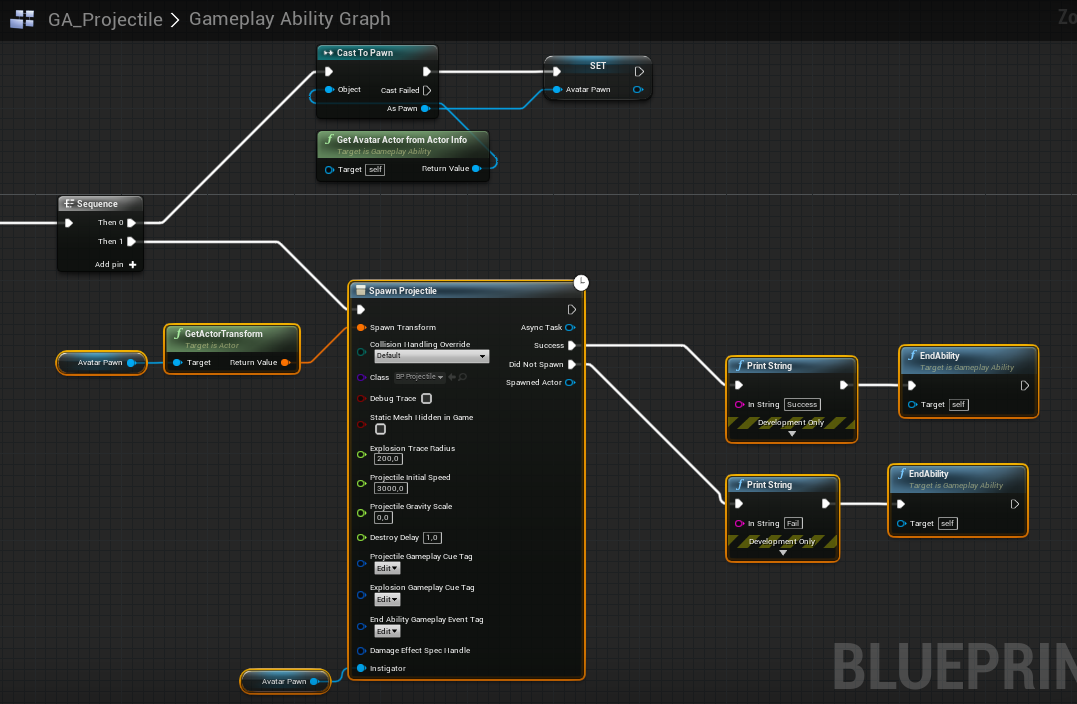 GA_Projectile > Gameplay Ability Graph
Zo
Cast To Pawn
Object
Cast Failed
As Pawn
SET
Avatar Pawn
Get Avatar Actor from Actor Info
Target is Gameplay Ability
Target self
Return Value
Sequence
Then 0
Then 1
Add pin +
Avatar Pawn
GetActorTransform
Target is Actor
Target
Return Value
Spawn Projectile
Spawn Transform
Async Task
Collision Handling Override
Default
Success
Did Not Spawn
Class BP Projectile
Spawned Actor
Debug Trace
Static Mesh Hidden in Game
Explosion Trace Radius
200,0
Projectile Initial Speed
3000,0
Projectile Gravity Scale
0,0
Destroy Delay 1,0
Projectile Gameplay Cue Tag
Edit
Explosion Gameplay Cue Tag
Edit
End Ability Gameplay Event Tag
Edit
Damage Effect Spec Handle
Instigator
Avatar Pawn
Print String
In String Success
Development Only
EndAbility
Target is Gameplay Ability
Target self
Print String
In String Fail
Development Only
EndAbility
Target is Gameplay Ability
Target self
BLUEPRIN